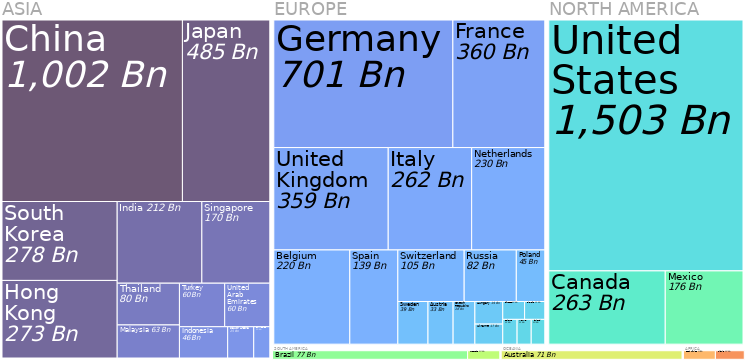 ASIA
China
1,002 Bn
Japan
485 Bn
South
Korea
278 Bn
Hong
Kong
273 Bn
India 212 Bn
Singapore
170 Bn
Thailand
80 Bn
Turkey
60 Bn
United
Arab
Emirates
60 Bn
Malaysia 63 Bn
Indonesia
46 Bn
EUROPE
Germany
701 Bn
France
360 Bn
United
Kingdom
359 Bn
Italy
262 Bn
Netherlands
230 Bn
Belgium
220 Bn
Spain
139 Bn
Switzerland
105 Bn
Russia
82 Bn
Poland
45 Bn
Sweden
39 Bn
Austria
33 Bn
NORTH AMERICA
United
States
1,503 Bn
Canada
263 Bn
Mexico
176 Bn
SOUTH AMERICA
Brazil 77 Bn
OCEANIA
Australia 71 Bn
AFRICA